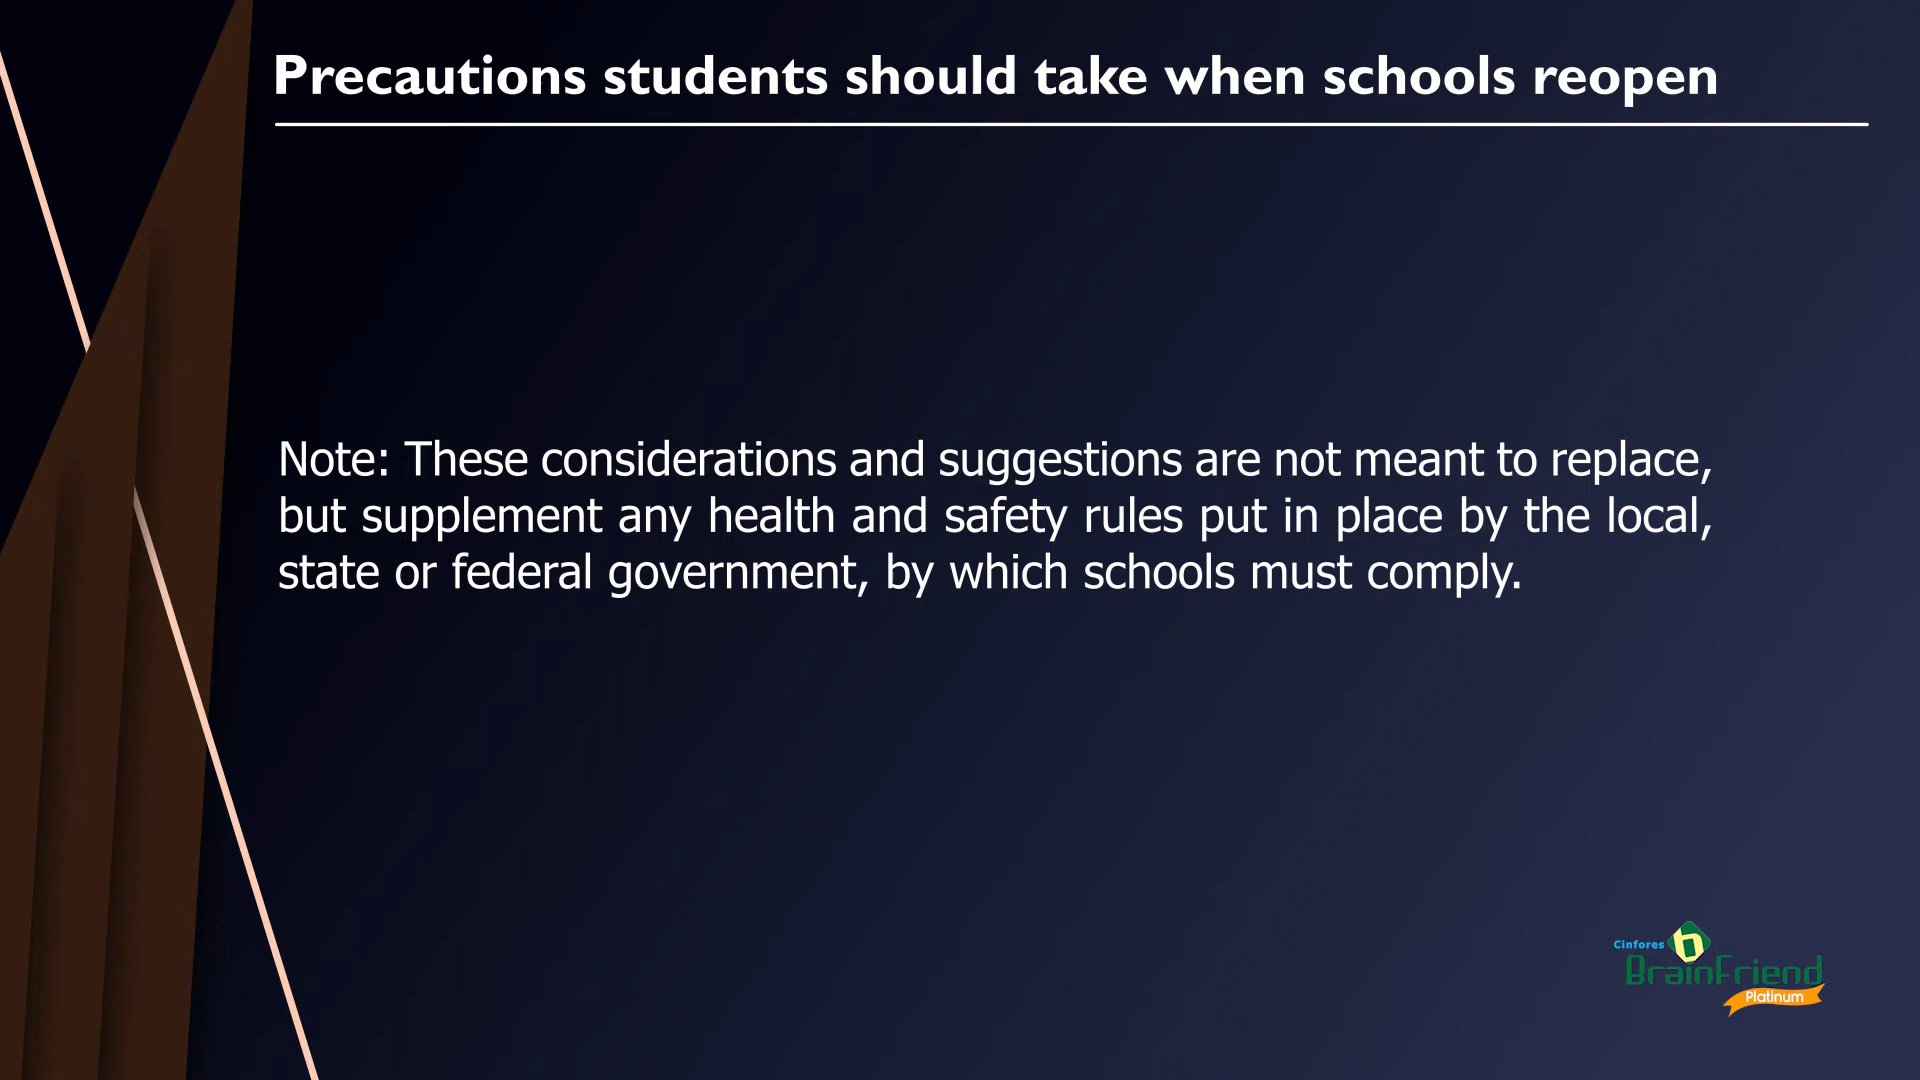 Precautions students should take when schools reopen
Note: These considerations and suggestions are not meant to replace,
but supplement any health and safety rules put in place by the local,
state or federal government, by which schools must comply.
Cinfores
BrainFriend
Platinum